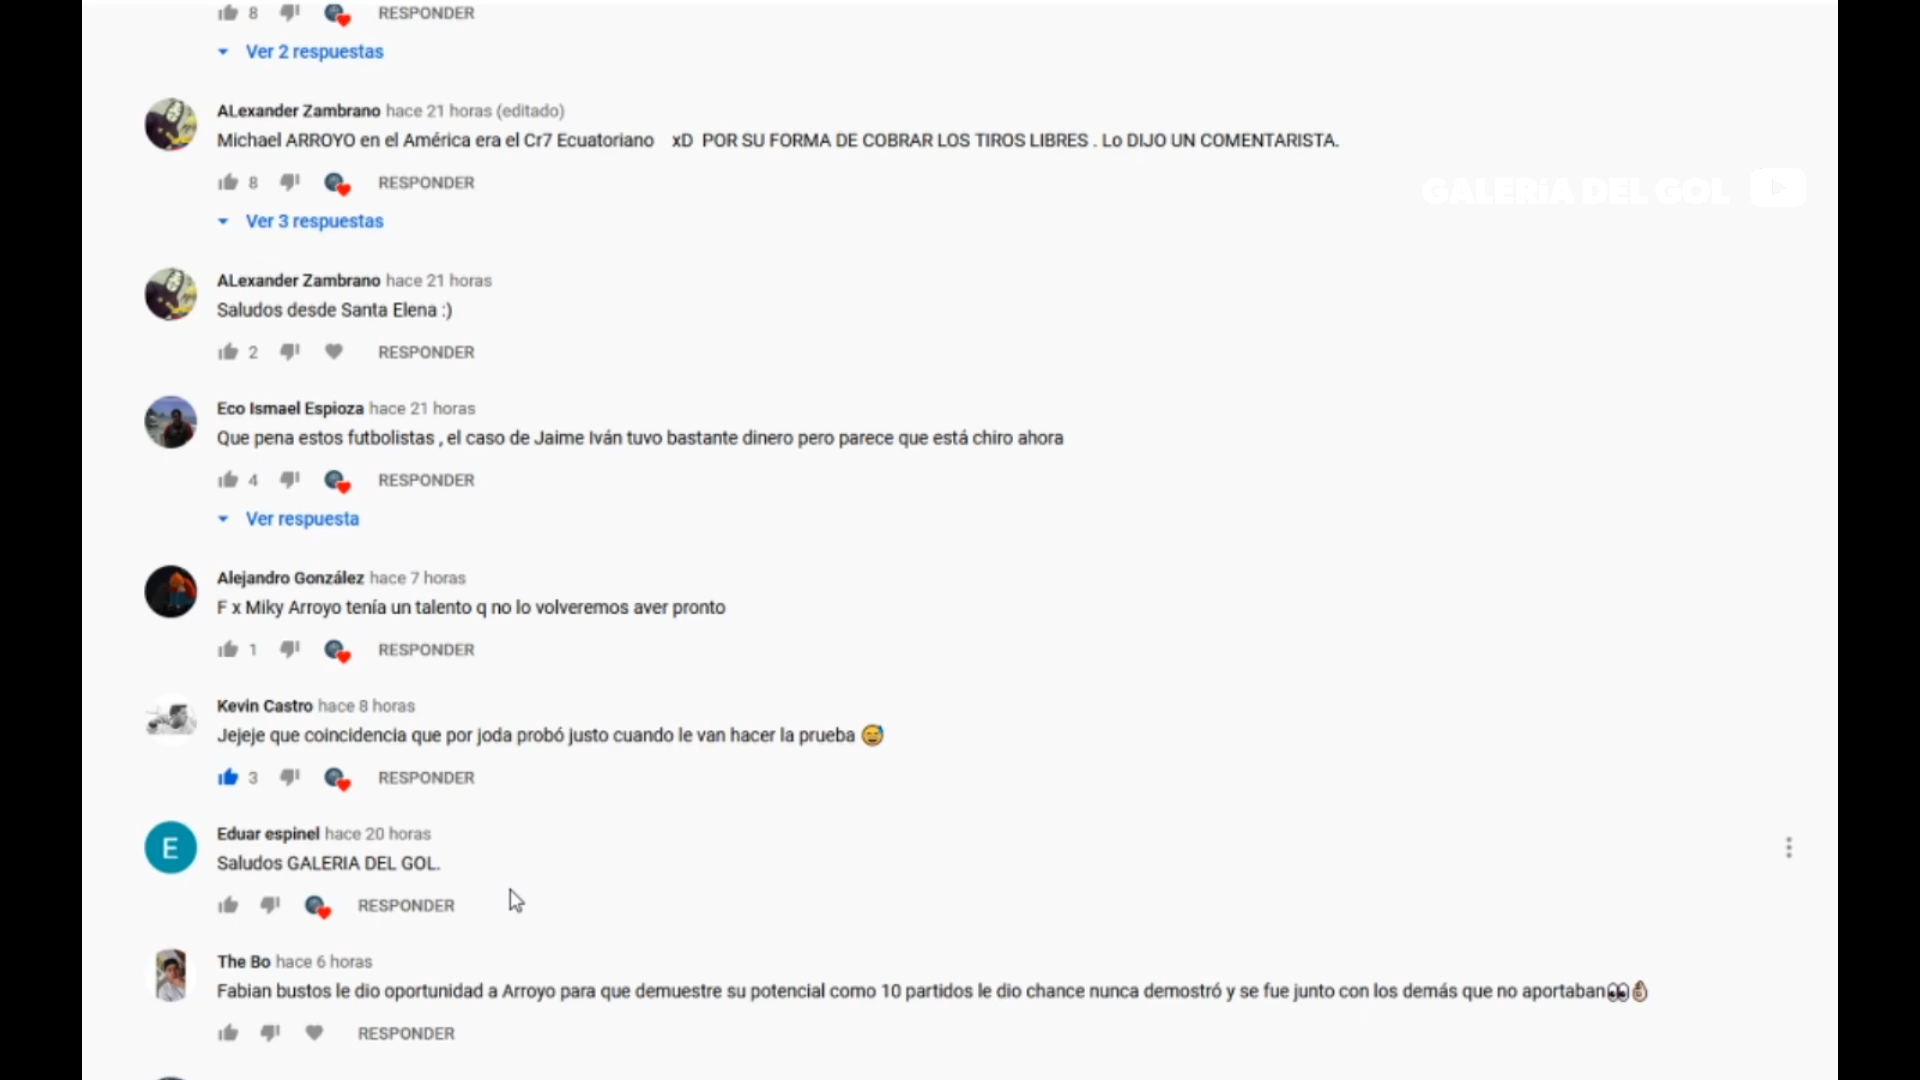 8 RESPONDER
Ver 2 respuestas
ALexander Zambrano hace 21 horas (editado)
Michael ARROYO en el América era el Cr7 Ecuatoriano xD POR SU FORMA DE COBRAR LOS TIROS LIBRES . Lo DIJO UN COMENTARISTA.
8 RESPONDER
GALERíA DEL GOL
Ver 3 respuestas
ALexander Zambrano hace 21 horas
Saludos desde Santa Elena :)
2 RESPONDER
Eco Ismael Espioza hace 21 horas
Que pena estos futbolistas , el caso de Jaime Iván tuvo bastante dinero pero parece que está chiro ahora
4 RESPONDER
Ver respuesta
Alejandro González hace 7 horas
F x Miky Arroyo tenía un talento q no lo volveremos aver pronto
1 RESPONDER
Kevin Castro hace 8 horas
Jejeje que coincidencia que por joda probó justo cuando le van hacer la prueba 😅
3 RESPONDER
E
Eduar espinel hace 20 horas
Saludos GALERIA DEL GOL.
RESPONDER
The Bo hace 6 horas
Fabian bustos le dio oportunidad a Arroyo para que demuestre su potencial como 10 partidos le dio chance nunca demostró y se fue junto con los demás que no aportaban👀👌🏼
RESPONDER